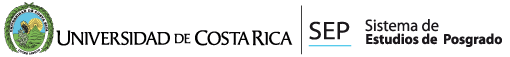 UNIVERSIDAD DE COSTA RICA
SEP
Sistema de
Estudios de Posgrado